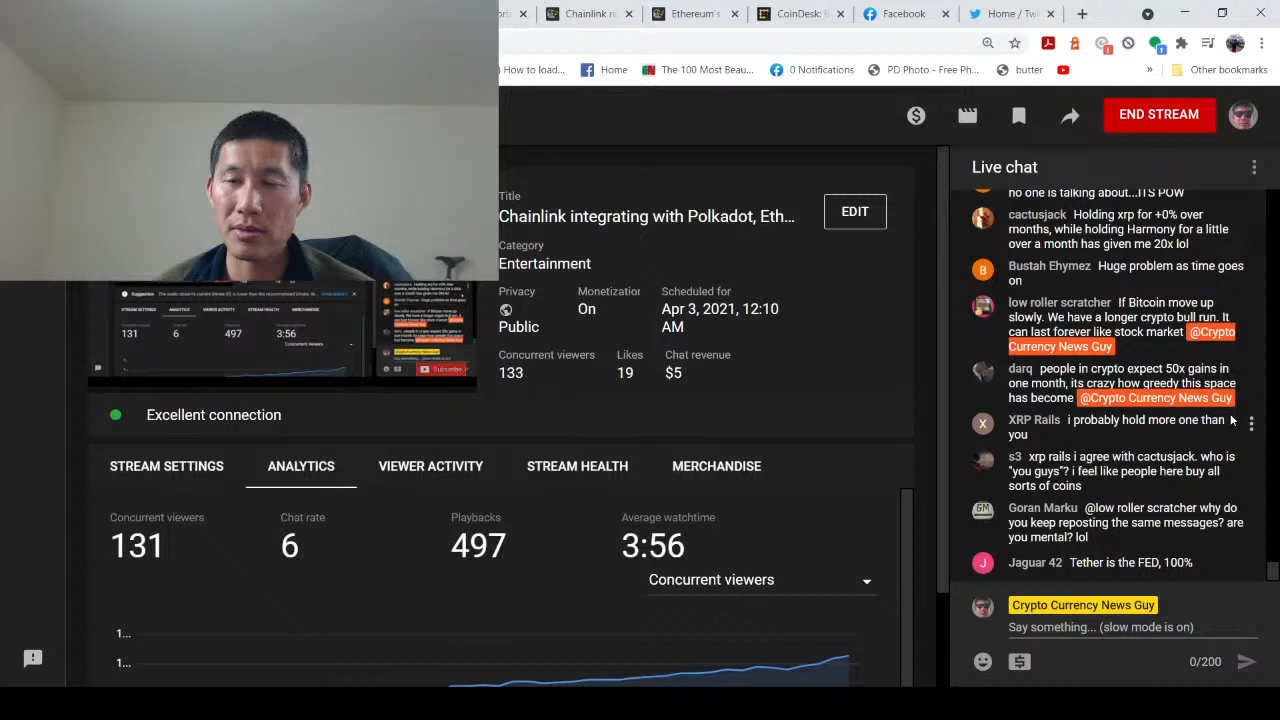 Chainlink re
Ethereum's
CoinDesk: B
Facebook
Home / Tw
) How to load...
Home
The 100 Most Beau...
0 Notifications
PD Photo - Free Ph...
butter
»
Other bookmarks
END STREAM
Title
Chainlink integrating with Polkadot, Eth...
EDIT
Category
Entertainment
Privacy
Public
Monetization
On
Scheduled for
Apr 3, 2021, 12:10
AM
Concurrent viewers
133
Likes
19
Chat revenue
$5
Excellent connection
STREAM SETTINGS
ANALYTICS
VIEWER ACTIVITY
STREAM HEALTH
MERCHANDISE
Concurrent viewers
131
Chat rate
6
Playbacks
497
Average watchtime
3:56
Concurrent viewers
1...
1...
Live chat
no one is talking about...ITS POW
cactusjack Holding xrp for +0% over
months, while holding Harmony for a little
over a month has given me 20x lol
Bustah Ehymez Huge problem as time goes
on
low roller scratcher If Bitcoin move up
slowly. We have a longer crypto bull run. It
can last forever like stock market @Crypto
Currency News Guy
darq people in crypto expect 50x gains in
one month, its crazy how greedy this space
has become @Crypto Currency News Guy
XRP Rails i probably hold more one than
you
s3 xrp rails i agree with cactusjack. who is
"you guys"? i feel like people here buy all
sorts of coins
Goran Marku @low roller scratcher why do
you keep reposting the same messages? are
you mental? lol
Jaguar 42 Tether is the FED, 100%
Crypto Currency News Guy
Say something... (slow mode is on)
0/200